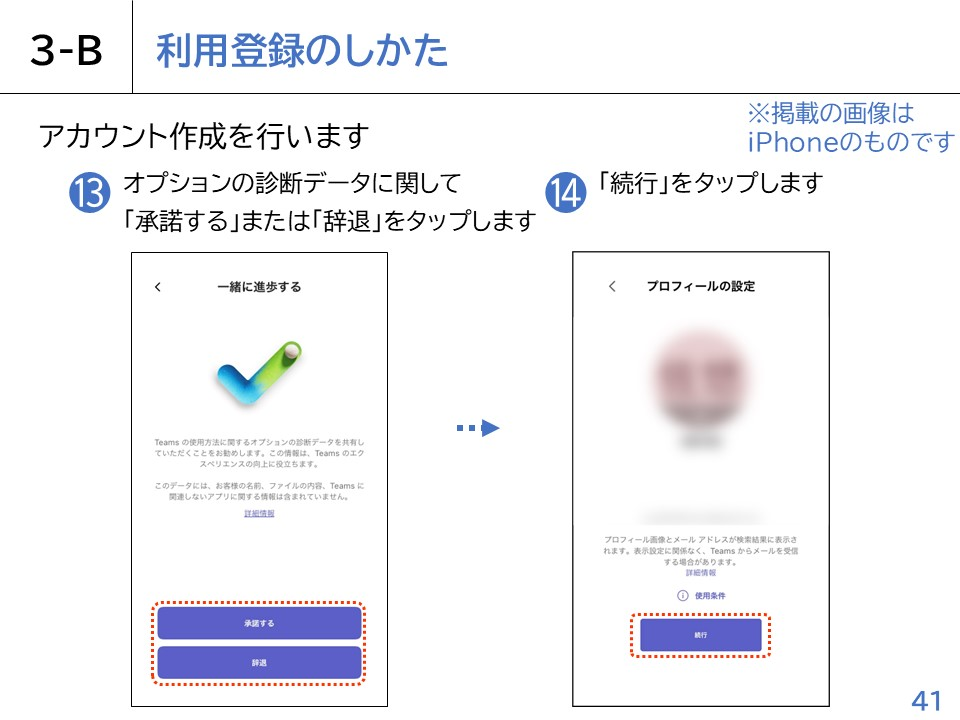 3-B
利用登録のしかた
※掲載の画像は
iPhoneのものです
アカウント作成を行います
⓭ オプションの診断データに関して
「承諾する」または「辞退」をタップします
一緒に進歩する
Teams の使用方法に関するオプションの診断データを共有し
ていただくことをお勧めします。この情報は、Teams のエク
スペリエンスの向上に役立ちます。
このデータには、お客様の名前、ファイルの内容、Teams に
関連しないアプリに関する情報は含まれていません。
詳細情報
承諾する
辞退
⓮ 「続行」をタップします
プロフィールの設定
プロフィール画像とメール アドレスが検索結果に表示さ
れます。表示設定に関係なく、Teams からメールを受信
する場合があります。
詳細情報
使用条件
続行
41